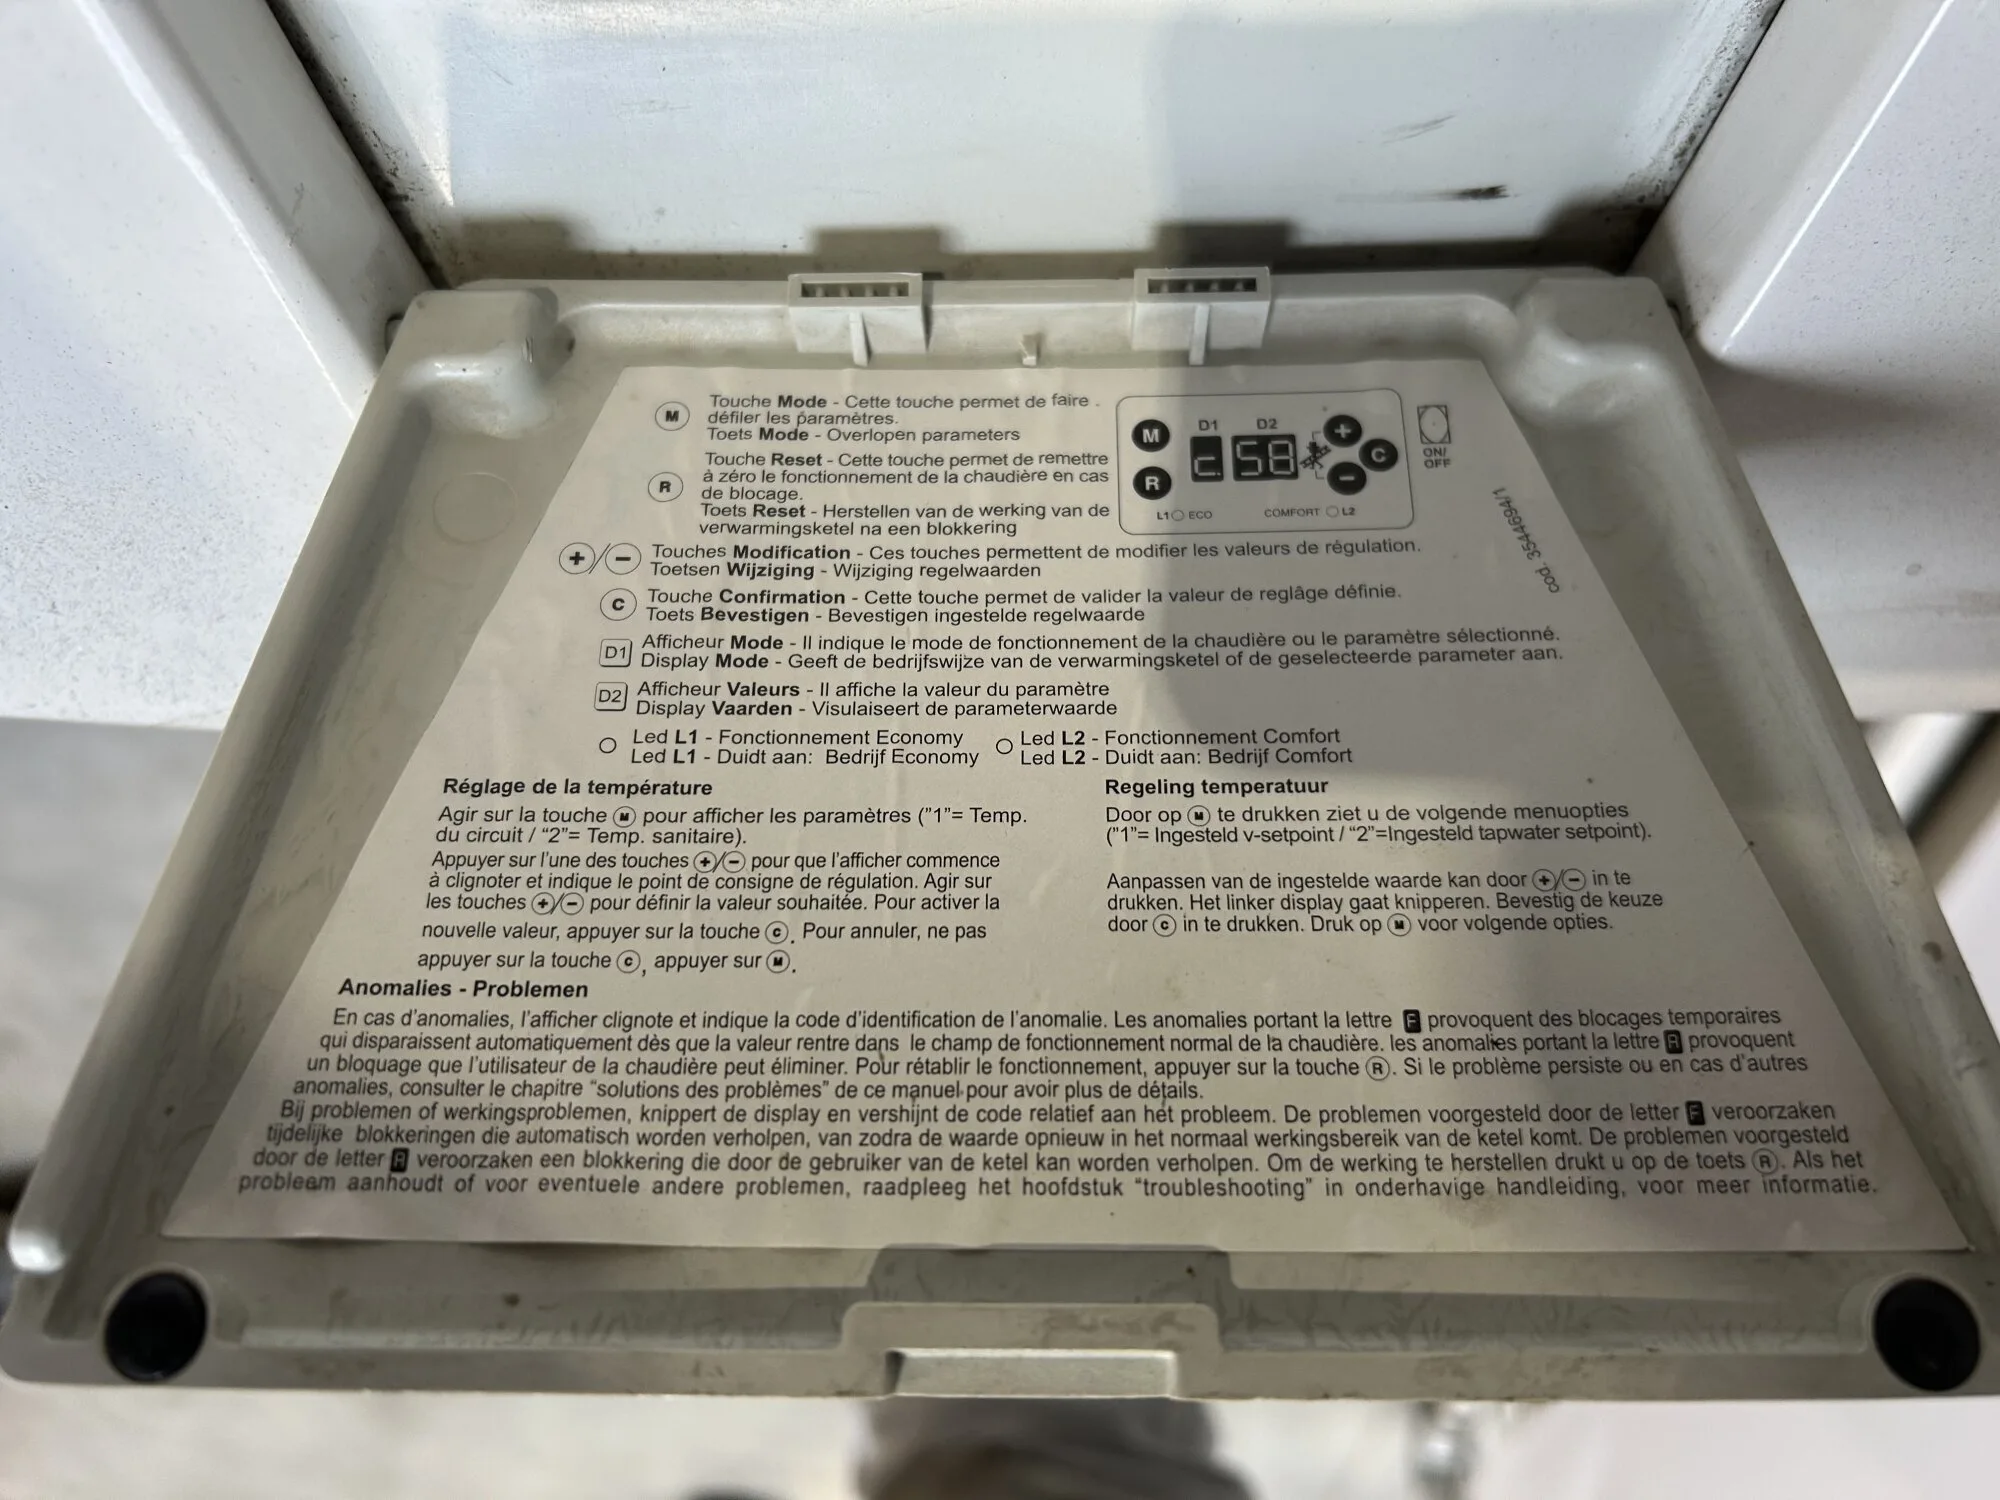 M
Touche Mode - Cette touche permet de faire
défiler les paramètres.
Toets Mode - Overlopen parameters
R
Touche Reset - Cette touche permet de remettre
à zéro le fonctionnement de la chaudière en cas
de blocage.
Toets Reset - Herstellen van de werking van de
verwarmingsketel na een blokkering
M D1 D2 + C
c. 58
R -
L1 ECO COMFORT L2
ON/
OFF
cod. 3544694/1
+/- Touches Modification - Ces touches permettent de modifier les valeurs de régulation.
Toetsen Wijziging - Wijziging regelwaarden
C Touche Confirmation - Cette touche permet de valider la valeur de reglâge définie.
Toets Bevestigen - Bevestigen ingestelde regelwaarde
D1 Afficheur Mode - Il indique le mode de fonctionnement de la chaudière ou le paramètre sélectionné.
Display Mode - Geeft de bedrijfswijze van de verwarmingsketel of de geselecteerde parameter aan.
D2 Afficheur Valeurs - Il affiche la valeur du paramètre
Display Vaarden - Visulaiseert de parameterwaarde
Led L1 - Fonctionnement Economy
Led L1 - Duidt aan: Bedrijf Economy
Led L2 - Fonctionnement Comfort
Led L2 - Duidt aan: Bedrijf Comfort
Réglage de la température
Agir sur la touche M pour afficher les paramètres ("1"= Temp.
du circuit / "2"= Temp. sanitaire).
Appuyer sur l'une des touches +/- pour que l'afficher commence
à clignoter et indique le point de consigne de régulation. Agir sur
les touches +/- pour définir la valeur souhaitée. Pour activer la
nouvelle valeur, appuyer sur la touche C. Pour annuler, ne pas
appuyer sur la touche C, appuyer sur M.
Regeling temperatuur
Door op M te drukken ziet u de volgende menuopties
("1"= Ingesteld v-setpoint / "2"=Ingesteld tapwater setpoint).
Aanpassen van de ingestelde waarde kan door +/- in te
drukken. Het linker display gaat knipperen. Bevestig de keuze
door C in te drukken. Druk op M voor volgende opties.
Anomalies - Problemen
En cas d'anomalies, l'afficher clignote et indique la code d'identification de l'anomalie. Les anomalies portant la lettre F provoquent des blocages temporaires
qui disparaissent automatiquement dès que la valeur rentre dans le champ de fonctionnement normal de la chaudière. les anomalies portant la lettre A provoquent
un bloquage que l'utilisateur de la chaudière peut éliminer. Pour rétablir le fonctionnement, appuyer sur la touche R. Si le problème persiste ou en cas d'autres
anomalies, consulter le chapitre "solutions des problèmes" de ce manuel pour avoir plus de détails.
Bij problemen of werkingsproblemen, knippert de display en vershijnt de code relatief aan het probleem. De problemen voorgesteld door de letter F veroorzaken
tijdelijke blokkeringen die automatisch worden verholpen, van zodra de waarde opnieuw in het normaal werkingsbereik van de ketel komt. De problemen voorgesteld
door de letter A veroorzaken een blokkering die door de gebruiker van de ketel kan worden verholpen. Om de werking te herstellen drukt u op de toets R. Als het
probleem aanhoudt of voor eventuele andere problemen, raadpleeg het hoofdstuk "troubleshooting" in onderhavige handleiding, voor meer informatie.